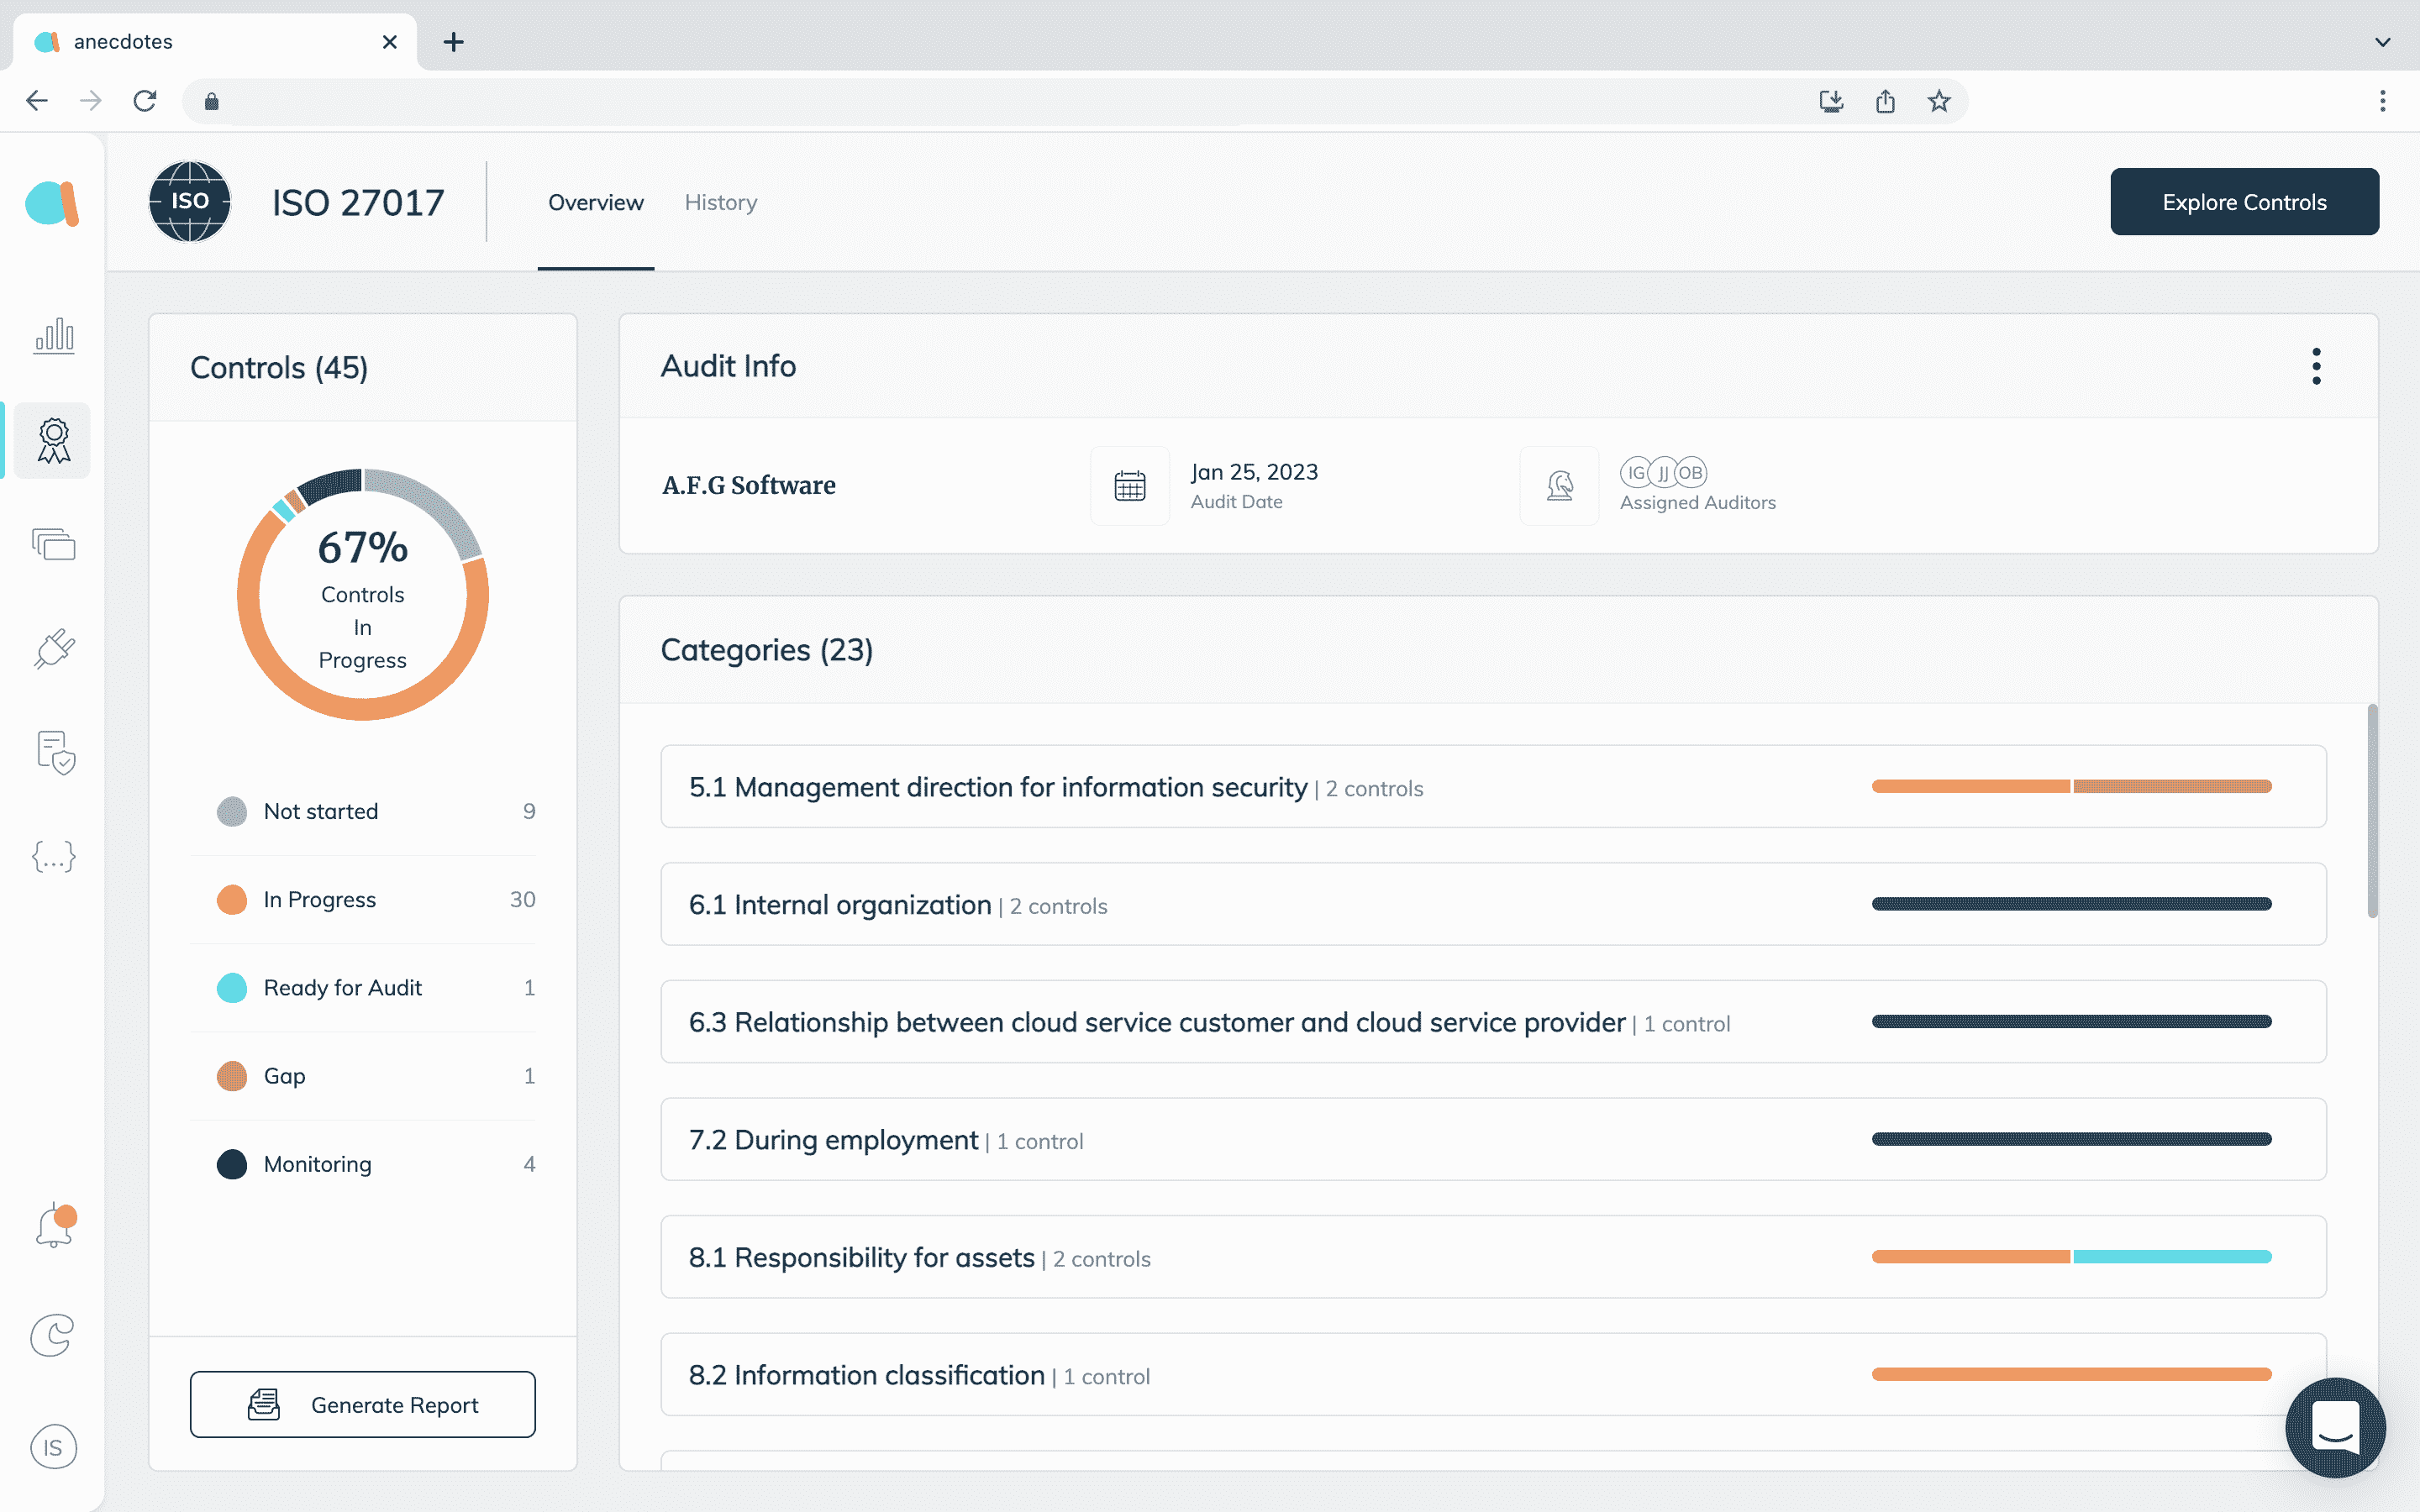 anecdotes
ISO
ISO 27017
Overview
History
Explore Controls
Controls (45)
67%
Controls
In
Progress
Not started 9
In Progress 30
Ready for Audit 1
Gap 1
Monitoring 4
Generate Report
Audit Info
A.F.G Software
Jan 25, 2023
Audit Date
IG JJ OB
Assigned Auditors
Categories (23)
5.1 Management direction for information security | 2 controls
6.1 Internal organization | 2 controls
6.3 Relationship between cloud service customer and cloud service provider | 1 control
7.2 During employment | 1 control
8.1 Responsibility for assets | 2 controls
8.2 Information classification | 1 control
{...}
IS